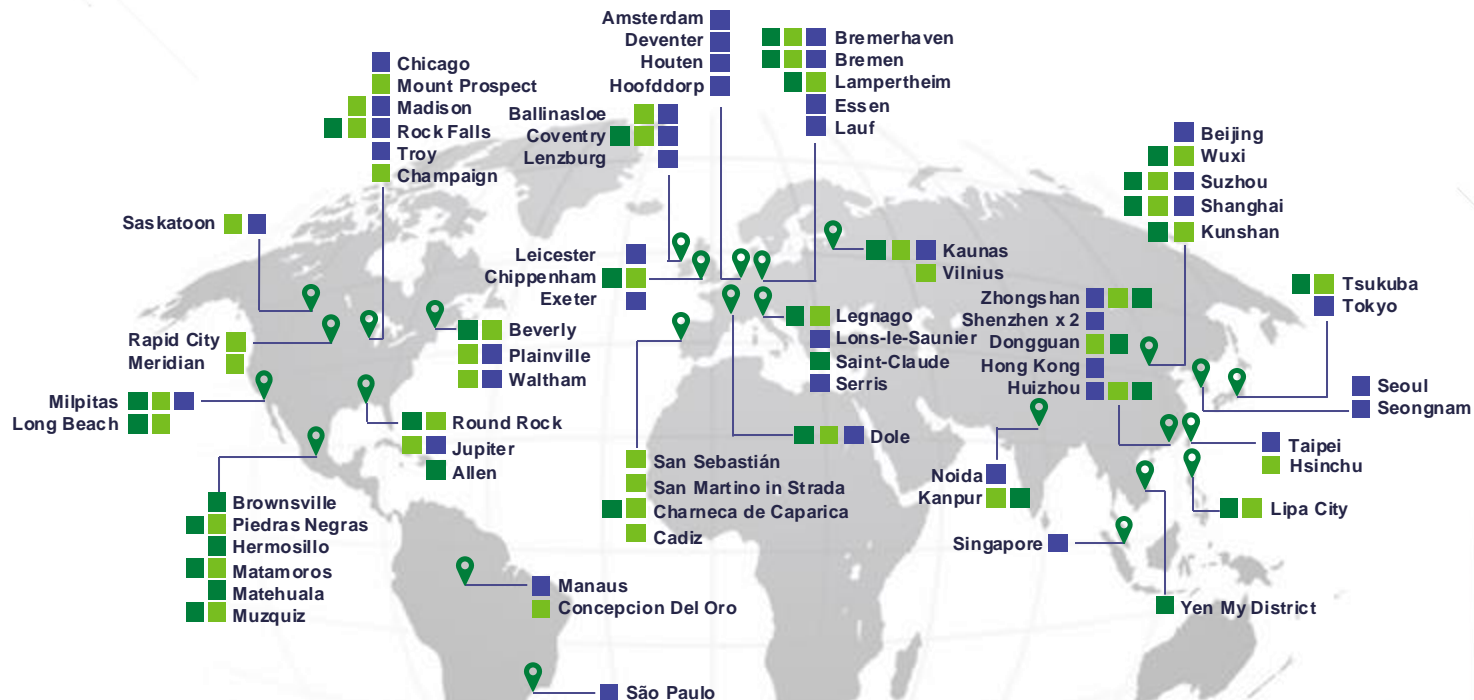 Amsterdam
Deventer
Houten
Hoofddorp
Bremerhaven
Bremen
Lampertheim
Essen
Lauf
Chicago
Mount Prospect
Madison
Rock Falls
Troy
Champaign
Ballinasloe
Coventry
Lenzburg
Beijing
Wuxi
Suzhou
Shanghai
Kunshan
Saskatoon
Leicester
Chippenham
Exeter
Kaunas
Vilnius
Tsukuba
Tokyo
Zhongshan
Shenzhen x 2
Dongguan
Hong Kong
Huizhou
Rapid City
Meridian
Beverly
Plainville
Waltham
Legnago
Lons-le-Saunier
Saint-Claude
Serris
Milpitas
Long Beach
Seoul
Seongnam
Round Rock
Jupiter
Allen
Dole
Taipei
Hsinchu
San Sebastián
San Martino in Strada
Charneca de Caparica
Cadiz
Noida
Kanpur
Lipa City
Brownsville
Piedras Negras
Hermosillo
Matamoros
Matehuala
Muzquiz
Singapore
Manaus
Concepcion Del Oro
Yen My District
São Paulo